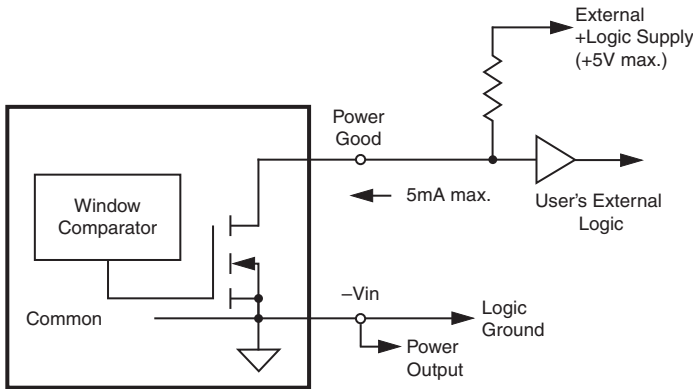 External
+Logic Supply
(+5V max.)
Power
Good
5mA max.
User's External
Logic
Window
Comparator
Common
–Vin
Logic
Ground
Power
Output